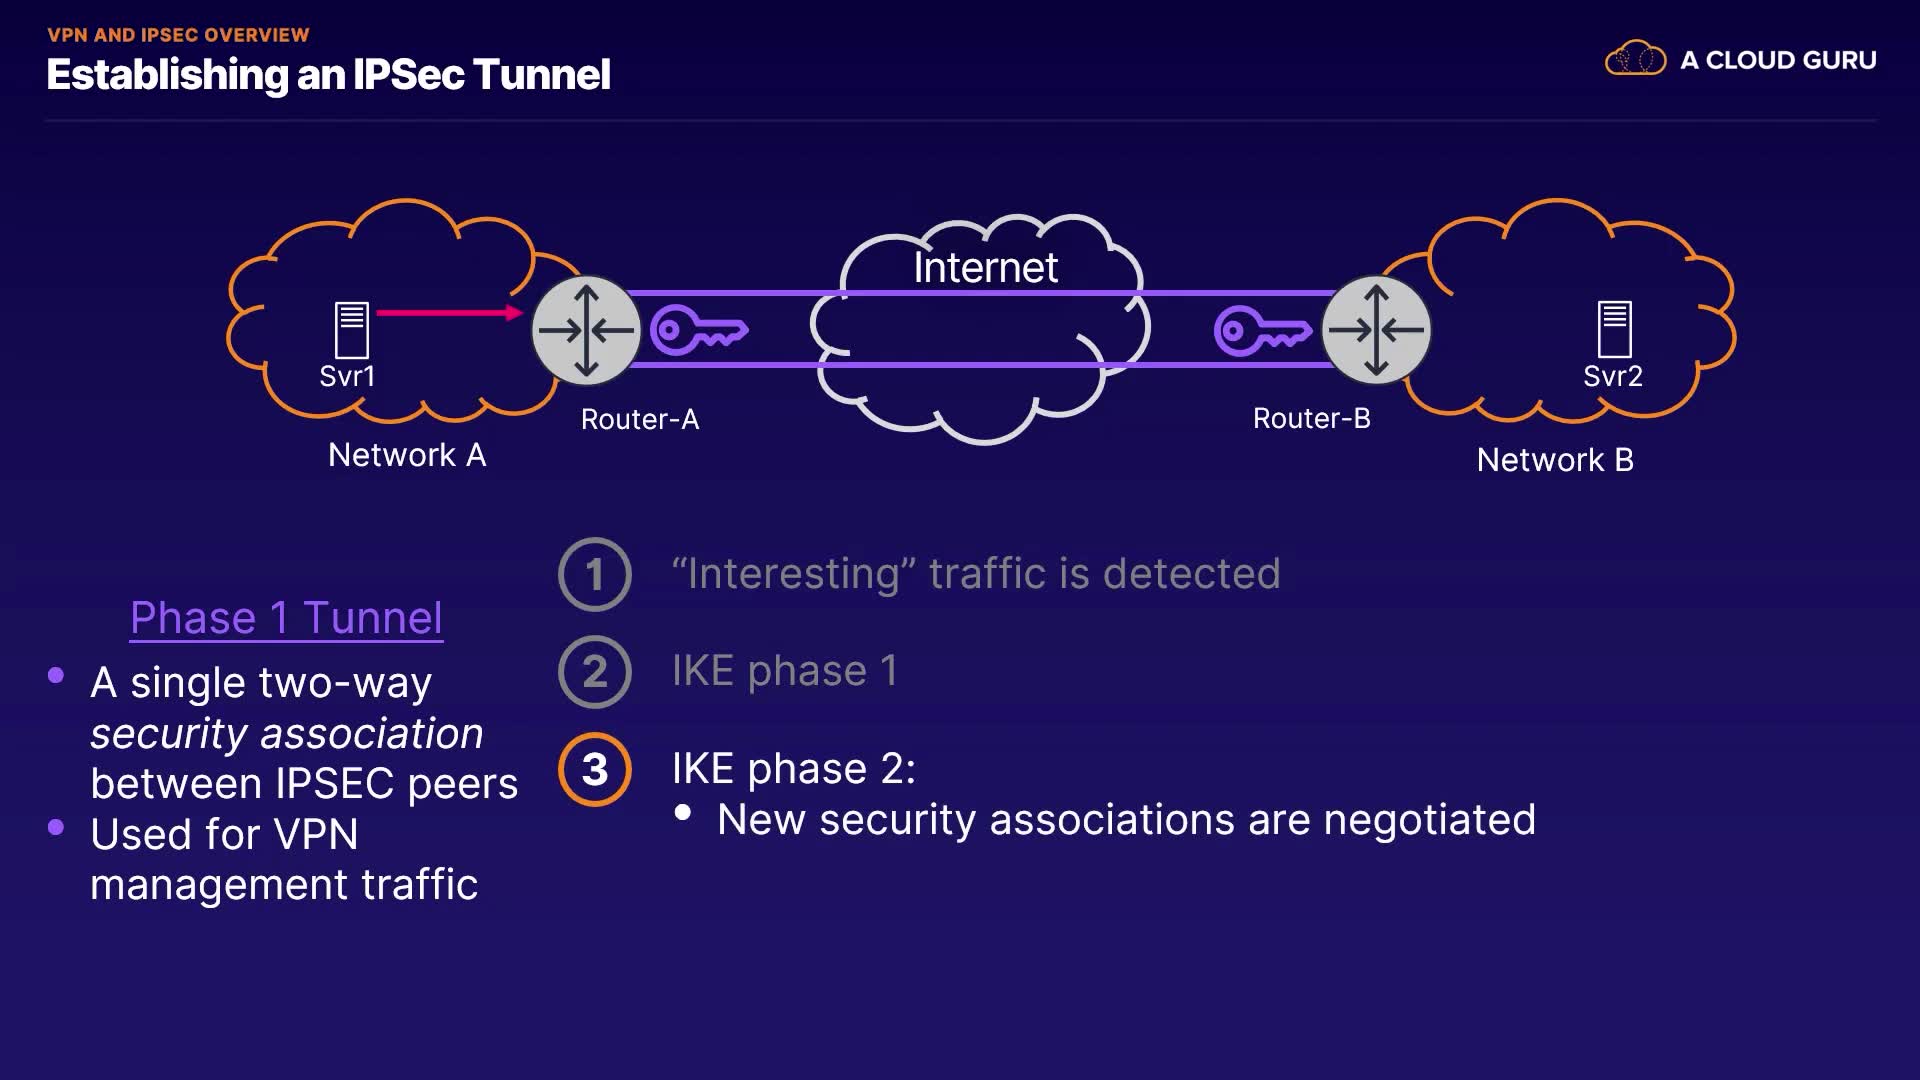 VPN AND IPSEC OVERVIEW
Establishing an IPSec Tunnel
A CLOUD GURU
Internet
Svr1
Svr2
Router-A
Router-B
Network A
Network B
Phase 1 Tunnel
• A single two-way
security association
between IPSEC peers
• Used for VPN
management traffic
1 “Interesting” traffic is detected
2 IKE phase 1
3 IKE phase 2:
• New security associations are negotiated